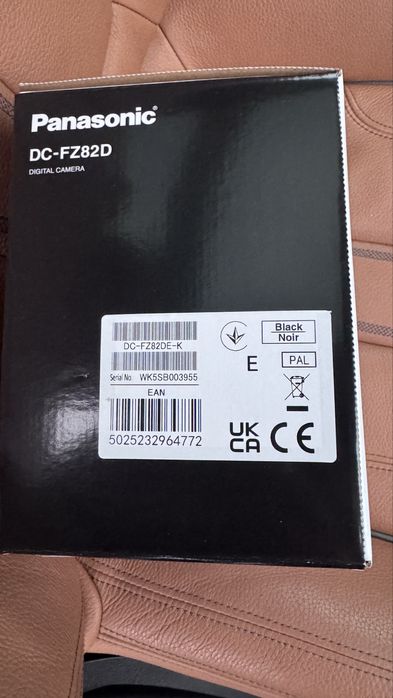 Panasonic
DC-FZ82D
DIGITAL CAMERA
DC-FZ82DE-K
Serial No. WK5SB003955
EAN
5025232964772
Black
Noir
E
PAL
UK
CA
CE